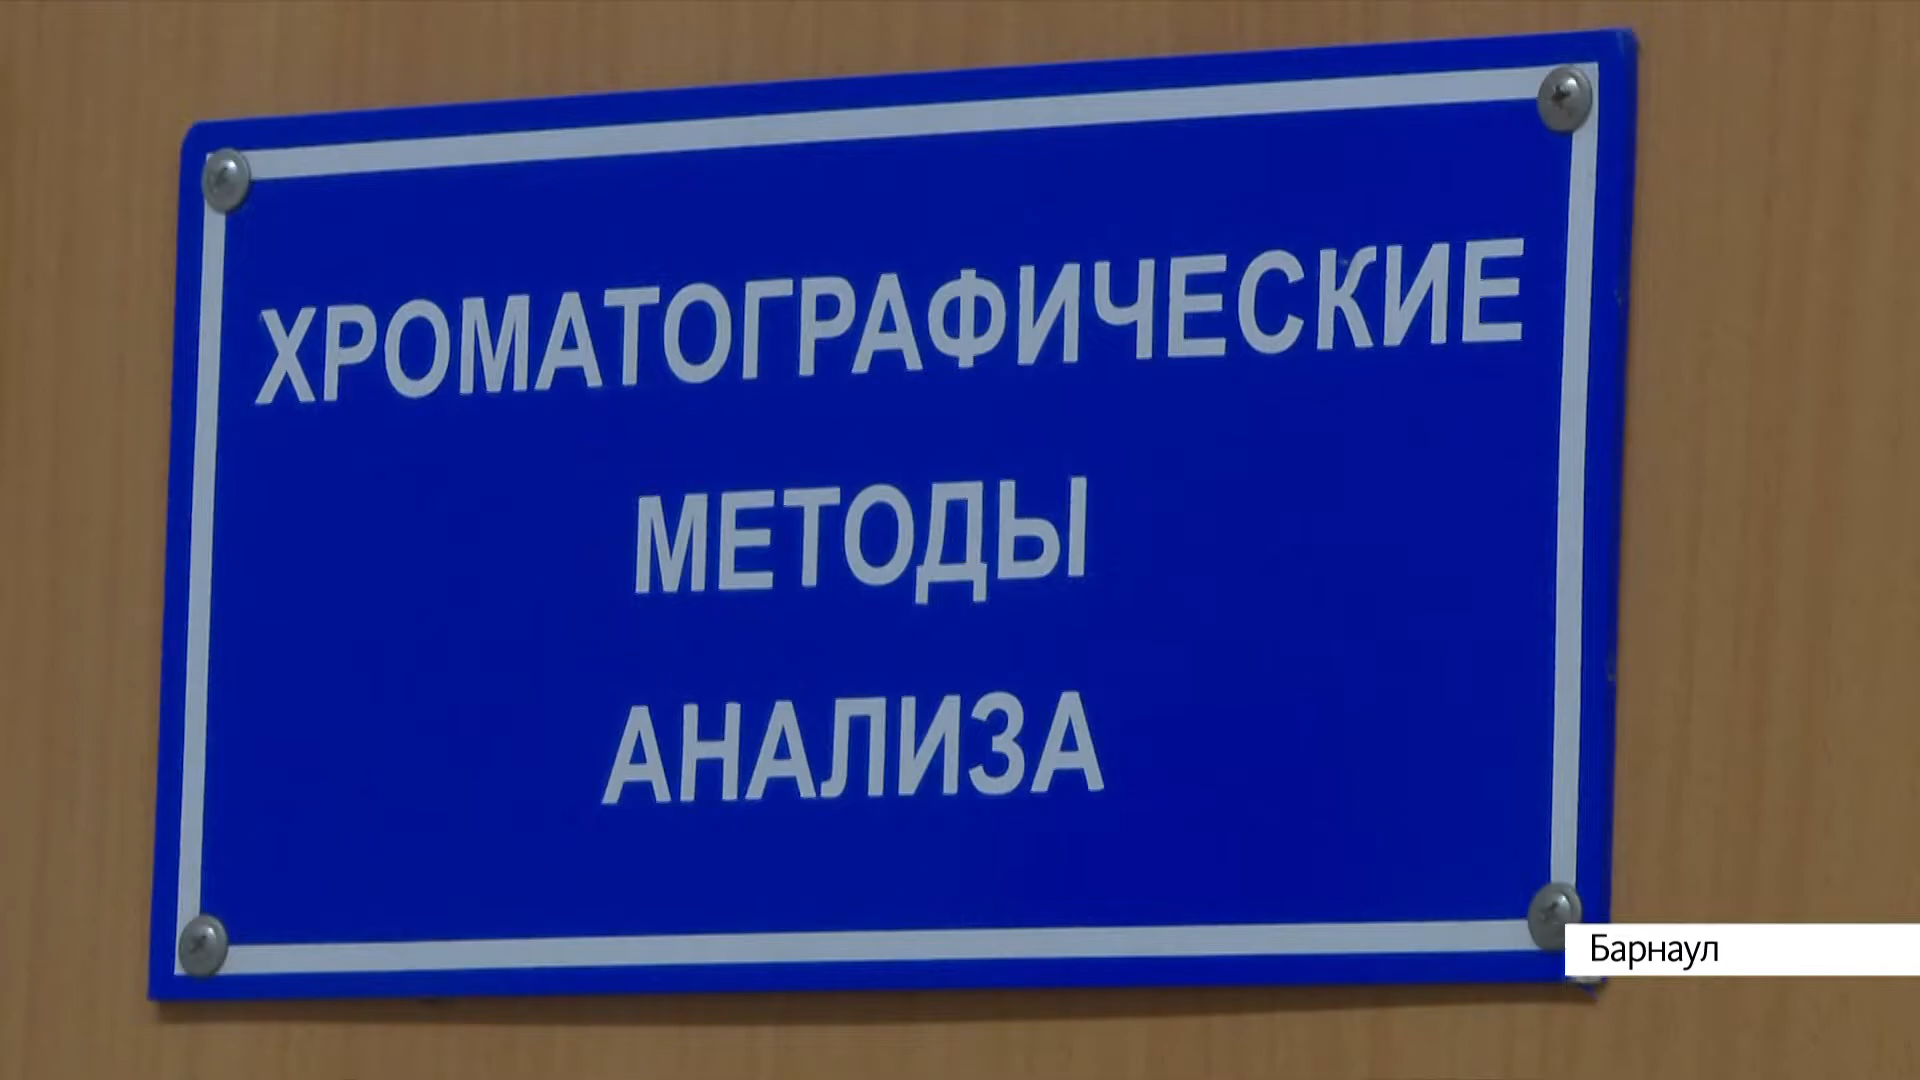 ХРОМАТОГРАФИЧЕСКИЕ
МЕТОДЫ
АНАЛИЗА
Барнаул